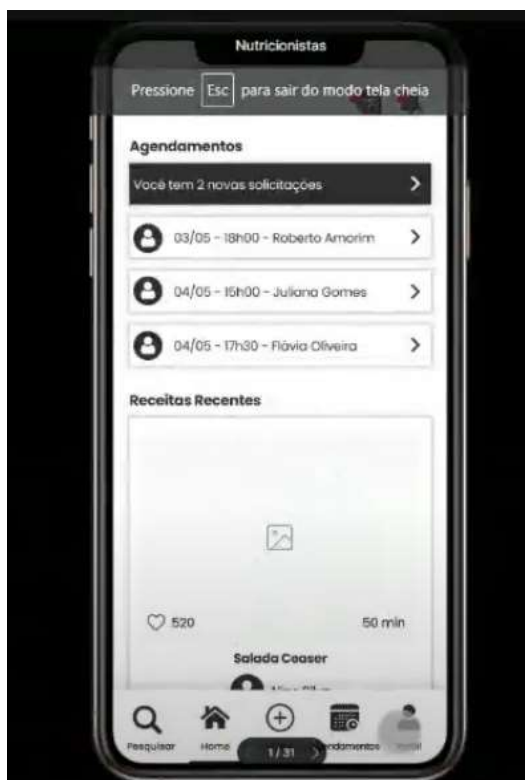 Nutricionistas
Pressione Esc para sair do modo tela cheia
Agendamentos
Você tem 2 novas solicitações
03/05 - 18h00 - Roberto Amorim
04/05 - 15h00 - Juliana Gomes
04/05 - 17h30 - Flávia Oliveira
Receitas Recentes
520 50 min
Salada Ceaser
Pesquisar Home
1/31